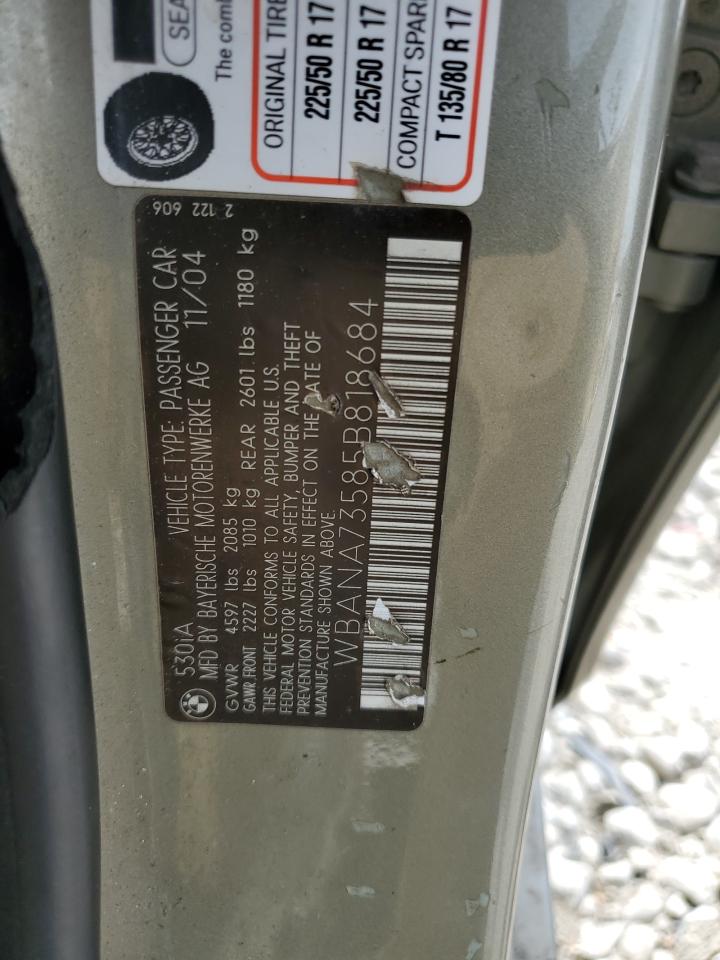 SEA
The comb
ORIGINAL TIRE
225/50 R 17
225/50 R 17
COMPACT SPARE
T 135/80 R 17
530iA VEHICLE TYPE: PASSENGER CAR
MFD BY BAYERISCHE MOTORENWERKE AG 11/04
GVWR 4597 lbs 2085 kg
GAWR FRONT 2227 lbs 1010 kg REAR 2601 lbs 1180 kg
THIS VEHICLE CONFORMS TO ALL APPLICABLE U.S.
FEDERAL MOTOR VEHICLE SAFETY, BUMPER AND THEFT
PREVENTION STANDARDS IN EFFECT ON THE DATE OF
MANUFACTURE SHOWN ABOVE.
WBANA73585B818684
2 122 606